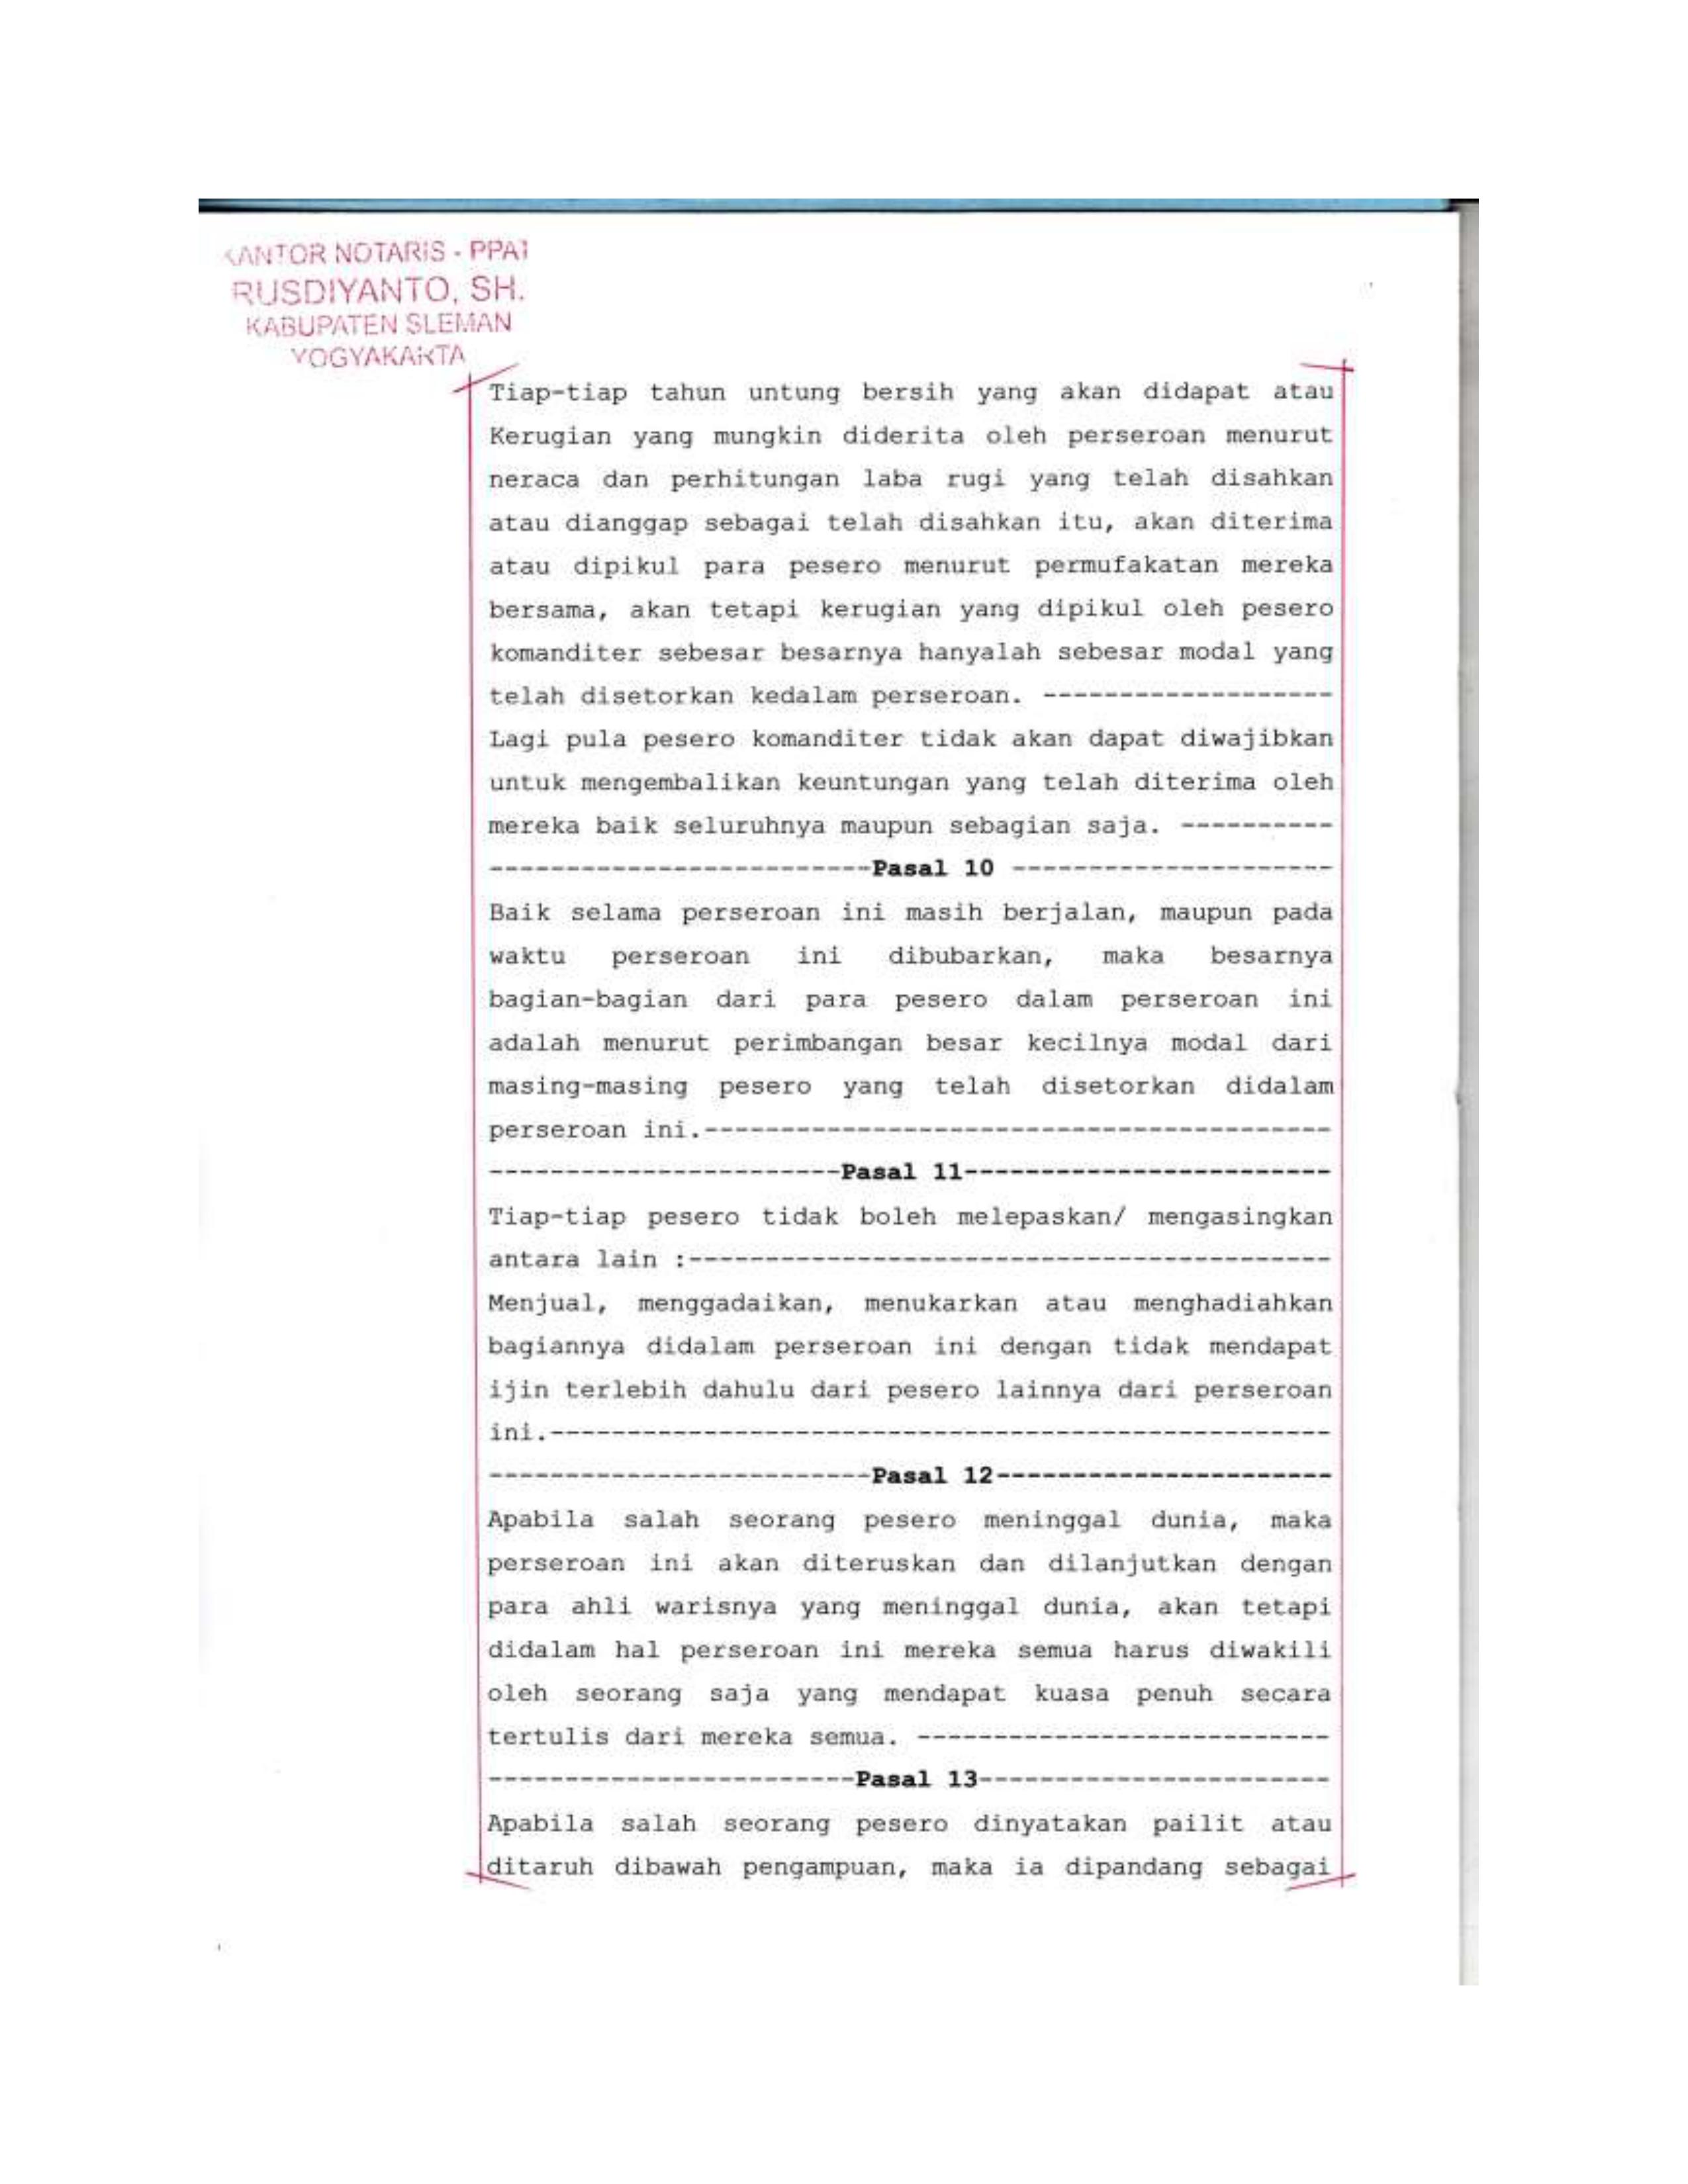 KANTOR NOTARIS - PPAT
RUSDIYANTO, SH.
KABUPATEN SLEMAN
YOGYAKARTA
Tiap-tiap tahun untung bersih yang akan didapat atau
Kerugian yang mungkin diderita oleh perseroan menurut
neraca dan perhitungan laba rugi yang telah disahkan
atau dianggap sebagai telah disahkan itu, akan diterima
atau dipikul para pesero menurut permufakatan mereka
bersama, akan tetapi kerugian yang dipikul oleh pesero
komanditer sebesar besarnya hanyalah sebesar modal yang
telah disetorkan kedalam perseroan. -------------------
Lagi pula pesero komanditer tidak akan dapat diwajibkan
untuk mengembalikan keuntungan yang telah diterima oleh
mereka baik seluruhnya maupun sebagian saja. ----------
-------------------------Pasal 10 ---------------------
Baik selama perseroan ini masih berjalan, maupun pada
waktu perseroan ini dibubarkan, maka besarnya
bagian-bagian dari para pesero dalam perseroan ini
adalah menurut perimbangan besar kecilnya modal dari
masing-masing pesero yang telah disetorkan didalam
perseroan ini.-----------------------------------------
-----------------------Pasal 11------------------------
Tiap-tiap pesero tidak boleh melepaskan/ mengasingkan
antara lain :------------------------------------------
Menjual, menggadaikan, menukarkan atau menghadiahkan
bagiannya didalam perseroan ini dengan tidak mendapat
ijin terlebih dahulu dari pesero lainnya dari perseroan
ini.---------------------------------------------------
-------------------------Pasal 12----------------------
Apabila salah seorang pesero meninggal dunia, maka
perseroan ini akan diteruskan dan dilanjutkan dengan
para ahli warisnya yang meninggal dunia, akan tetapi
didalam hal perseroan ini mereka semua harus diwakili
oleh seorang saja yang mendapat kuasa penuh secara
tertulis dari mereka semua. ---------------------------
------------------------Pasal 13-----------------------
Apabila salah seorang pesero dinyatakan pailit atau
ditaruh dibawah pengampuan, maka ia dipandang sebagai